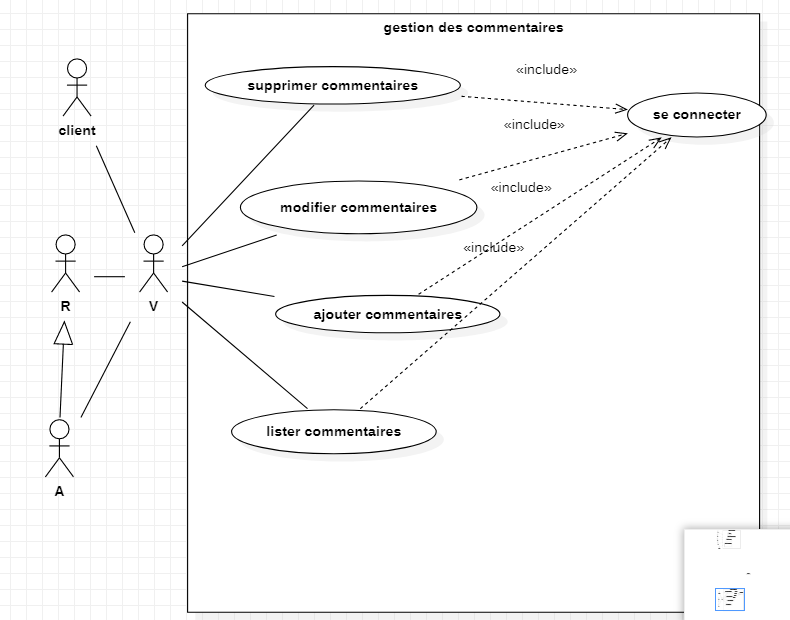 gestion des commentaires
supprimer commentaires
«include»
se connecter
client
«include»
«include»
modifier commentaires
«include»
R
V
ajouter commentaires
lister commentaires
A